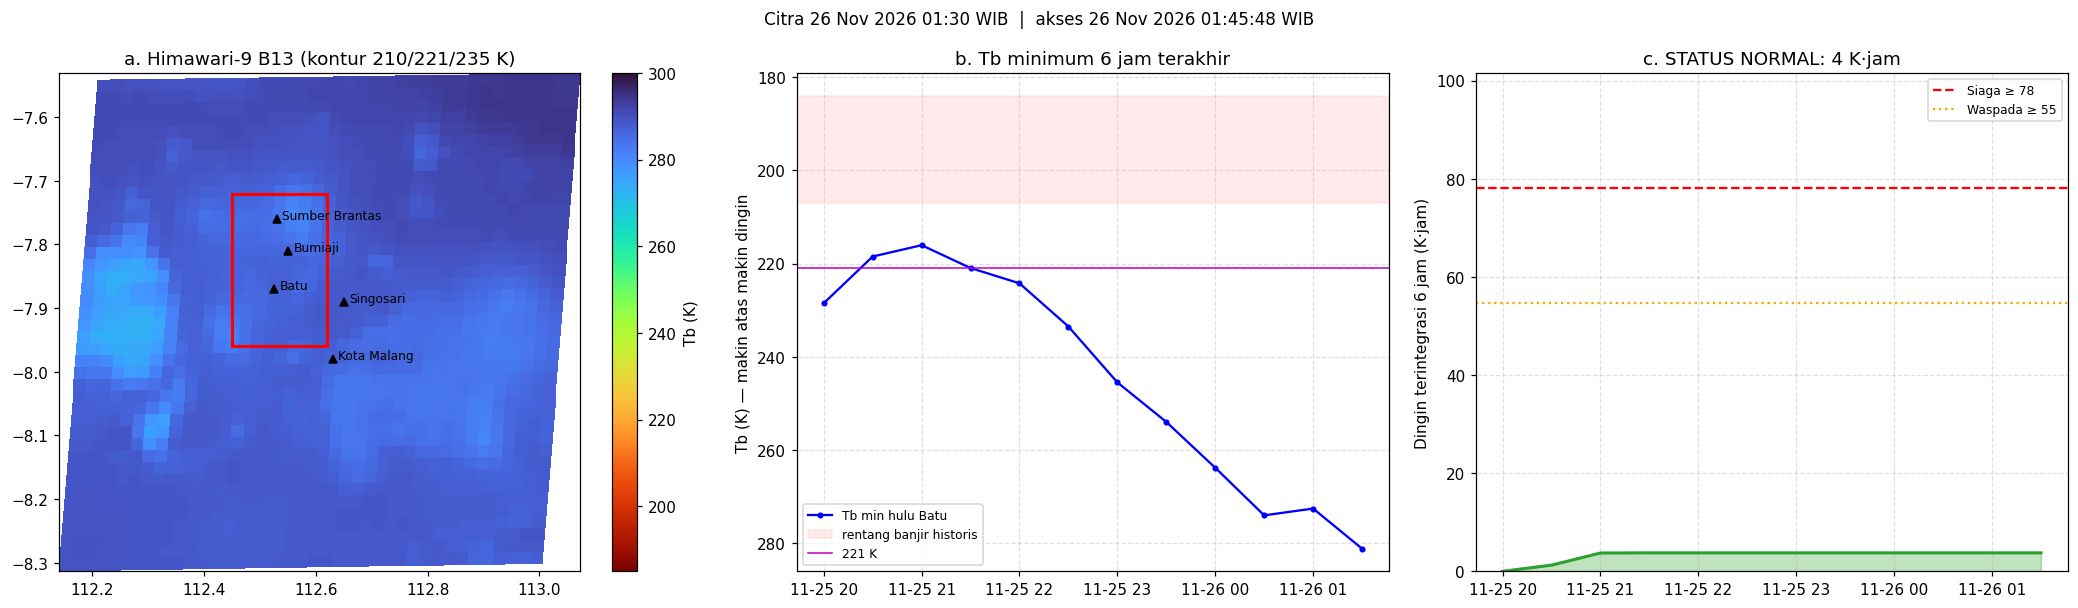 Citra 26 Nov 2026 01:30 WIB | akses 26 Nov 2026 01:45:48 WIB
a. Himawari-9 B13 (kontur 210/221/235 K)
−7.6
−7.7
−7.8
−7.9
−8.0
−8.1
−8.2
−8.3
112.2
112.4
112.6
112.8
113.0
Sumber Brantas
Bumiaji
Batu
Singosari
Kota Malang
300
280
260
240
220
200
Tb (K)
b. Tb minimum 6 jam terakhir
Tb (K) — makin atas makin dingin
180
200
220
240
260
280
Tb min hulu Batu
rentang banjir historis
221 K
11-25 20
11-25 21
11-25 22
11-25 23
11-26 00
11-26 01
c. STATUS NORMAL: 4 K·jam
Dingin terintegrasi 6 jam (K·jam)
100
80
60
40
20
0
Siaga ≥ 78
Waspada ≥ 55
11-25 20
11-25 21
11-25 22
11-25 23
11-26 00
11-26 01